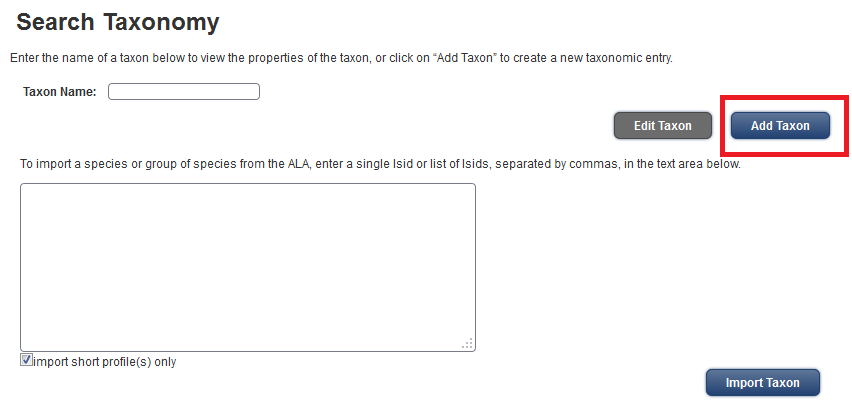 Search Taxonomy
Enter the name of a taxon below to view the properties of the taxon, or click on “Add Taxon” to create a new taxonomic entry.
Taxon Name:
Edit Taxon Add Taxon
To import a species or group of species from the ALA, enter a single lsid or list of lsids, separated by commas, in the text area below.
import short profile(s) only
Import Taxon